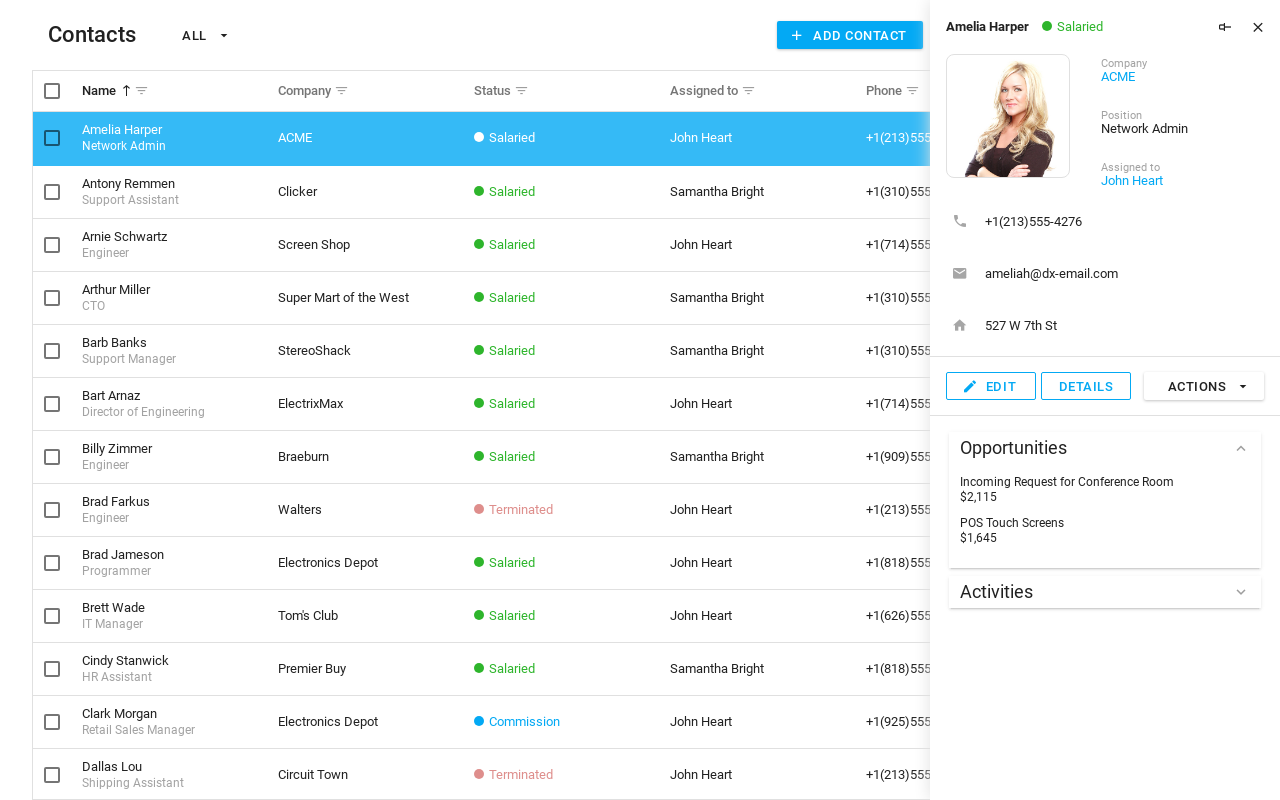 Contacts
ALL
ADD CONTACT
Name
Company
Status
Assigned to
Phone
Amelia Harper
Network Admin
ACME
Salaried
John Heart
+1(213)555
Antony Remmen
Support Assistant
Clicker
Salaried
Samantha Bright
+1(310)555
Arnie Schwartz
Engineer
Screen Shop
Salaried
John Heart
+1(714)555
Arthur Miller
CTO
Super Mart of the West
Salaried
Samantha Bright
+1(310)555
Barb Banks
Support Manager
StereoShack
Salaried
Samantha Bright
+1(310)555
Bart Arnaz
Director of Engineering
ElectrixMax
Salaried
John Heart
+1(714)555
Billy Zimmer
Engineer
Braeburn
Salaried
Samantha Bright
+1(909)555
Brad Farkus
Engineer
Walters
Terminated
John Heart
+1(213)555
Brad Jameson
Programmer
Electronics Depot
Salaried
John Heart
+1(818)555
Brett Wade
IT Manager
Tom's Club
Salaried
John Heart
+1(626)555
Cindy Stanwick
HR Assistant
Premier Buy
Salaried
Samantha Bright
+1(818)555
Clark Morgan
Retail Sales Manager
Electronics Depot
Commission
John Heart
+1(925)555
Dallas Lou
Shipping Assistant
Circuit Town
Terminated
John Heart
+1(213)555
Amelia Harper
Salaried
Company
ACME
Position
Network Admin
Assigned to
John Heart
+1(213)555-4276
ameliah@dx-email.com
527 W 7th St
EDIT
DETAILS
ACTIONS
Opportunities
Incoming Request for Conference Room
$2,115
POS Touch Screens
$1,645
Activities